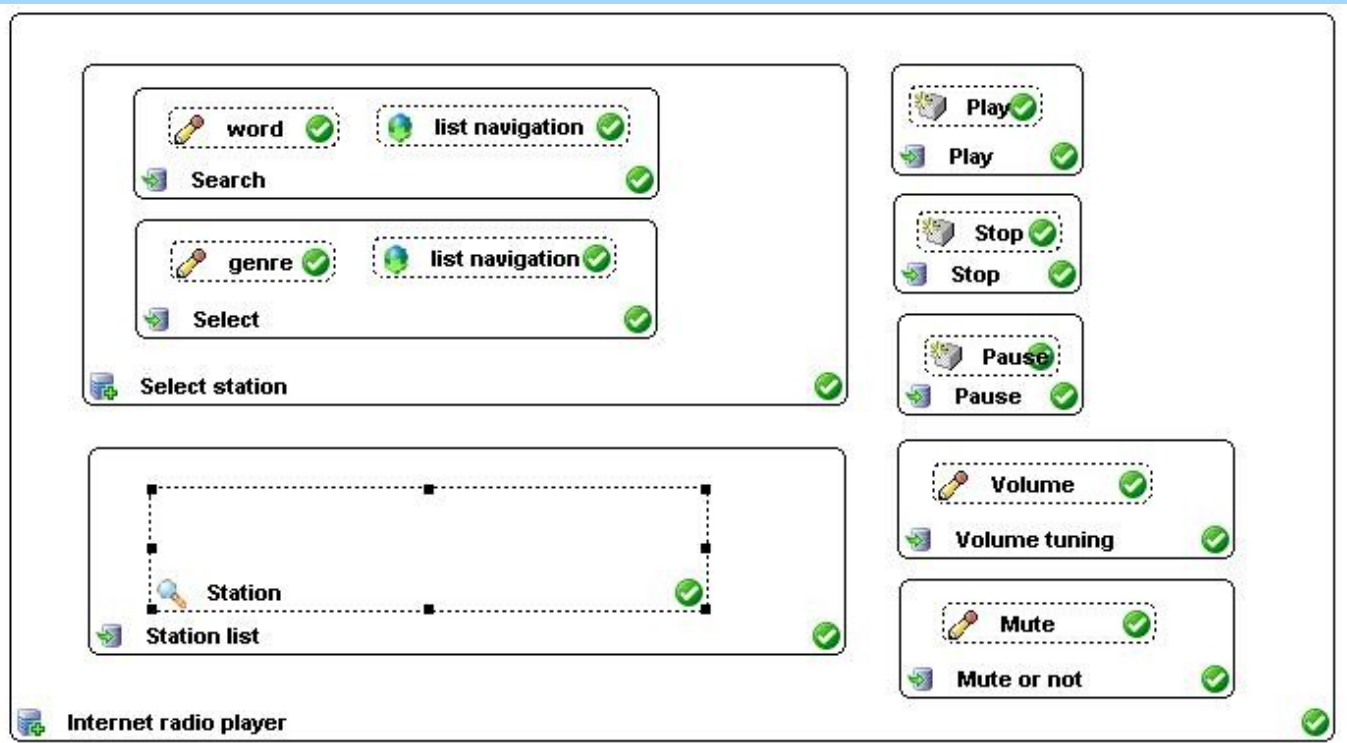 word
list navigation
Search
genre
list navigation
Select
Select station
Station
Station list
Play
Play
Stop
Stop
Pause
Pause
Volume
Volume tuning
Mute
Mute or not
Internet radio player